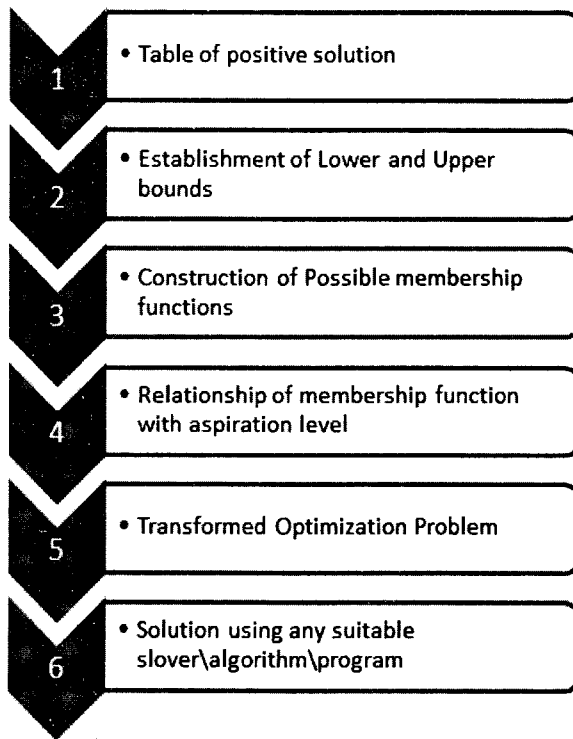 1
• Table of positive solution
2
• Establishment of Lower and Upper
bounds
3
• Construction of Possible membership
functions
4
• Relationship of membership function
with aspiration level
5
• Transformed Optimization Problem
6
• Solution using any suitable
slover\algorithm\program